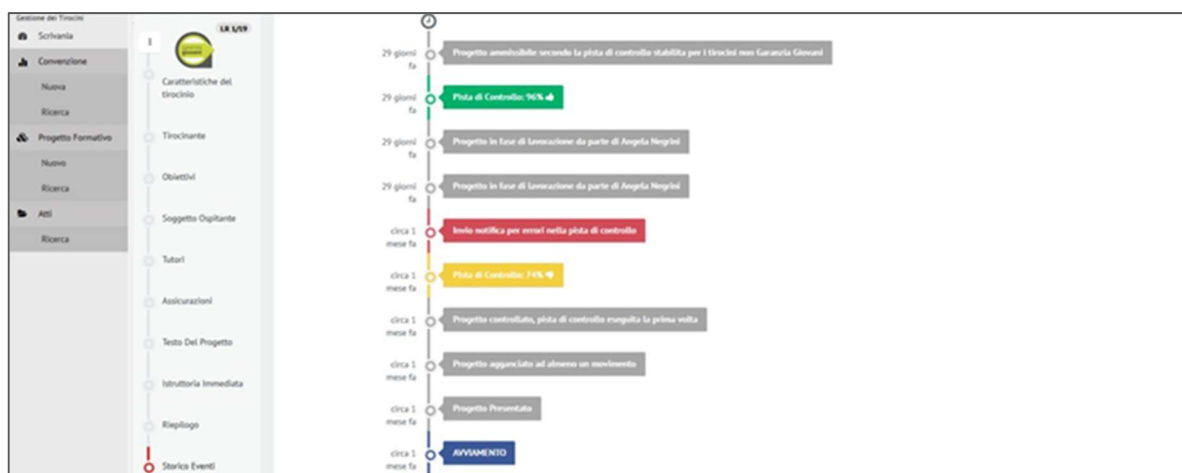 Gestione dei Tirocini
Scrivania
Convenzione
Nuova
Ricerca
Progetto Formativo
Nuovo
Ricerca
Atti
Ricerca
LR 1/19
Caratteristiche del
tirocinio
Tirocinante
Obiettivi
Soggetto Ospitante
Tutori
Assicurazioni
Testo Del Progetto
Istruttoria Immediata
Riepilogo
Storico Eventi
29 giorni
fa
Progetto ammissibile secondo la pista di controllo stabilita per i tirocini non Garanzia Giovani
29 giorni
fa
Pista di Controllo: 96%
29 giorni
fa
Progetto in fase di lavorazione da parte di Angela Negrini
29 giorni
fa
Progetto in fase di lavorazione da parte di Angela Negrini
circa 1
mese fa
Invio notifica per errori nella pista di controllo
circa 1
mese fa
Pista di Controllo: 74%
circa 1
mese fa
Progetto controllato, pista di controllo eseguita la prima volta
circa 1
mese fa
Progetto agganciato ad almeno un movimento
circa 1
mese fa
Progetto Presentato
circa 1
mese fa
AVVIAMENTO